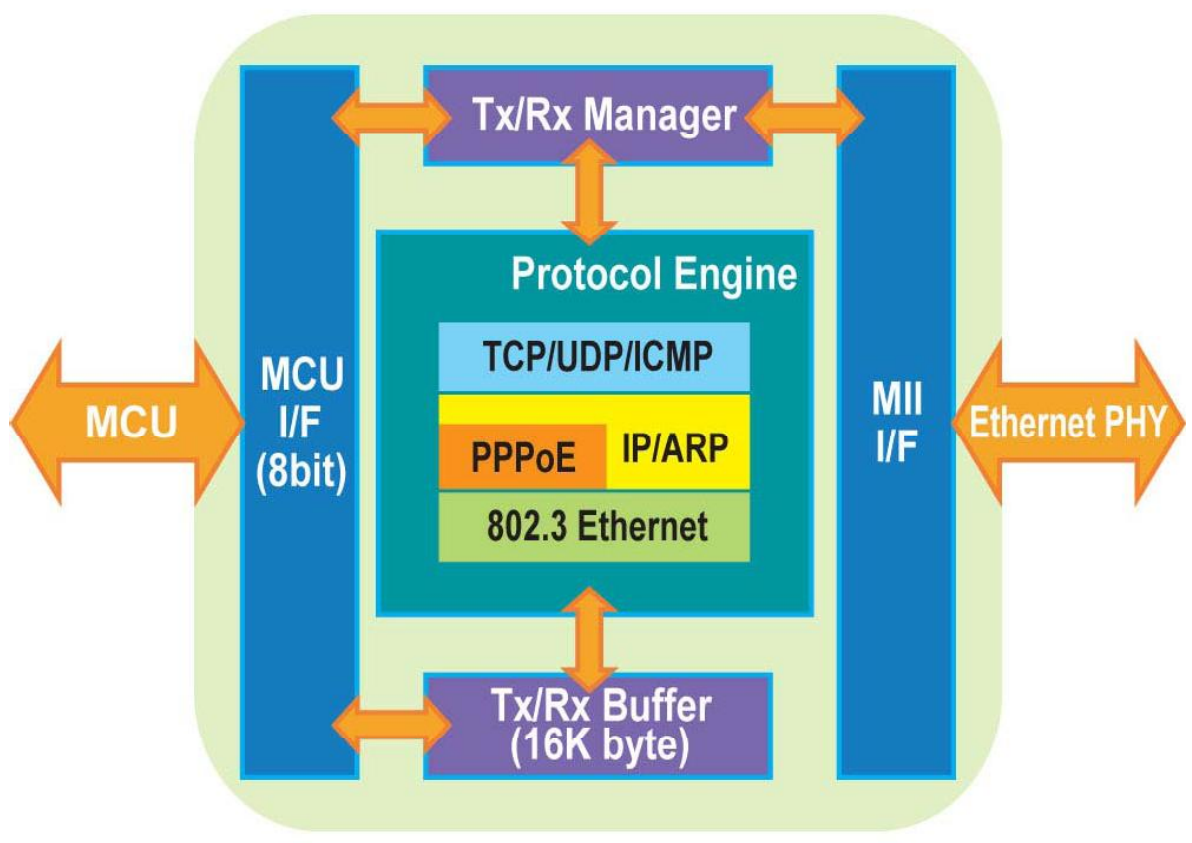 Tx/Rx Manager
Protocol Engine
TCP/UDP/ICMP
PPPoE
IP/ARP
802.3 Ethernet
MCU
MCU
I/F
(8bit)
MII
I/F
Ethernet PHY
Tx/Rx Buffer
(16K byte)